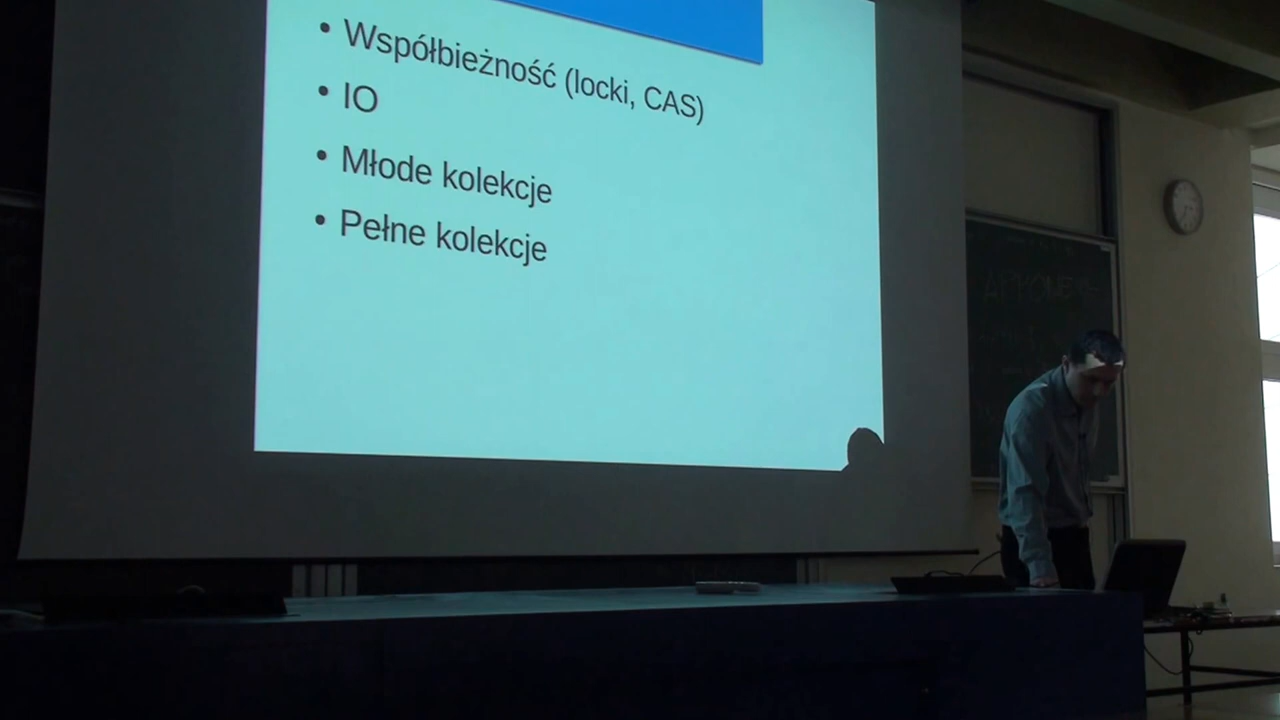 • Współbieżność (locki, CAS)
• IO
• Młode kolekcje
• Pełne kolekcje